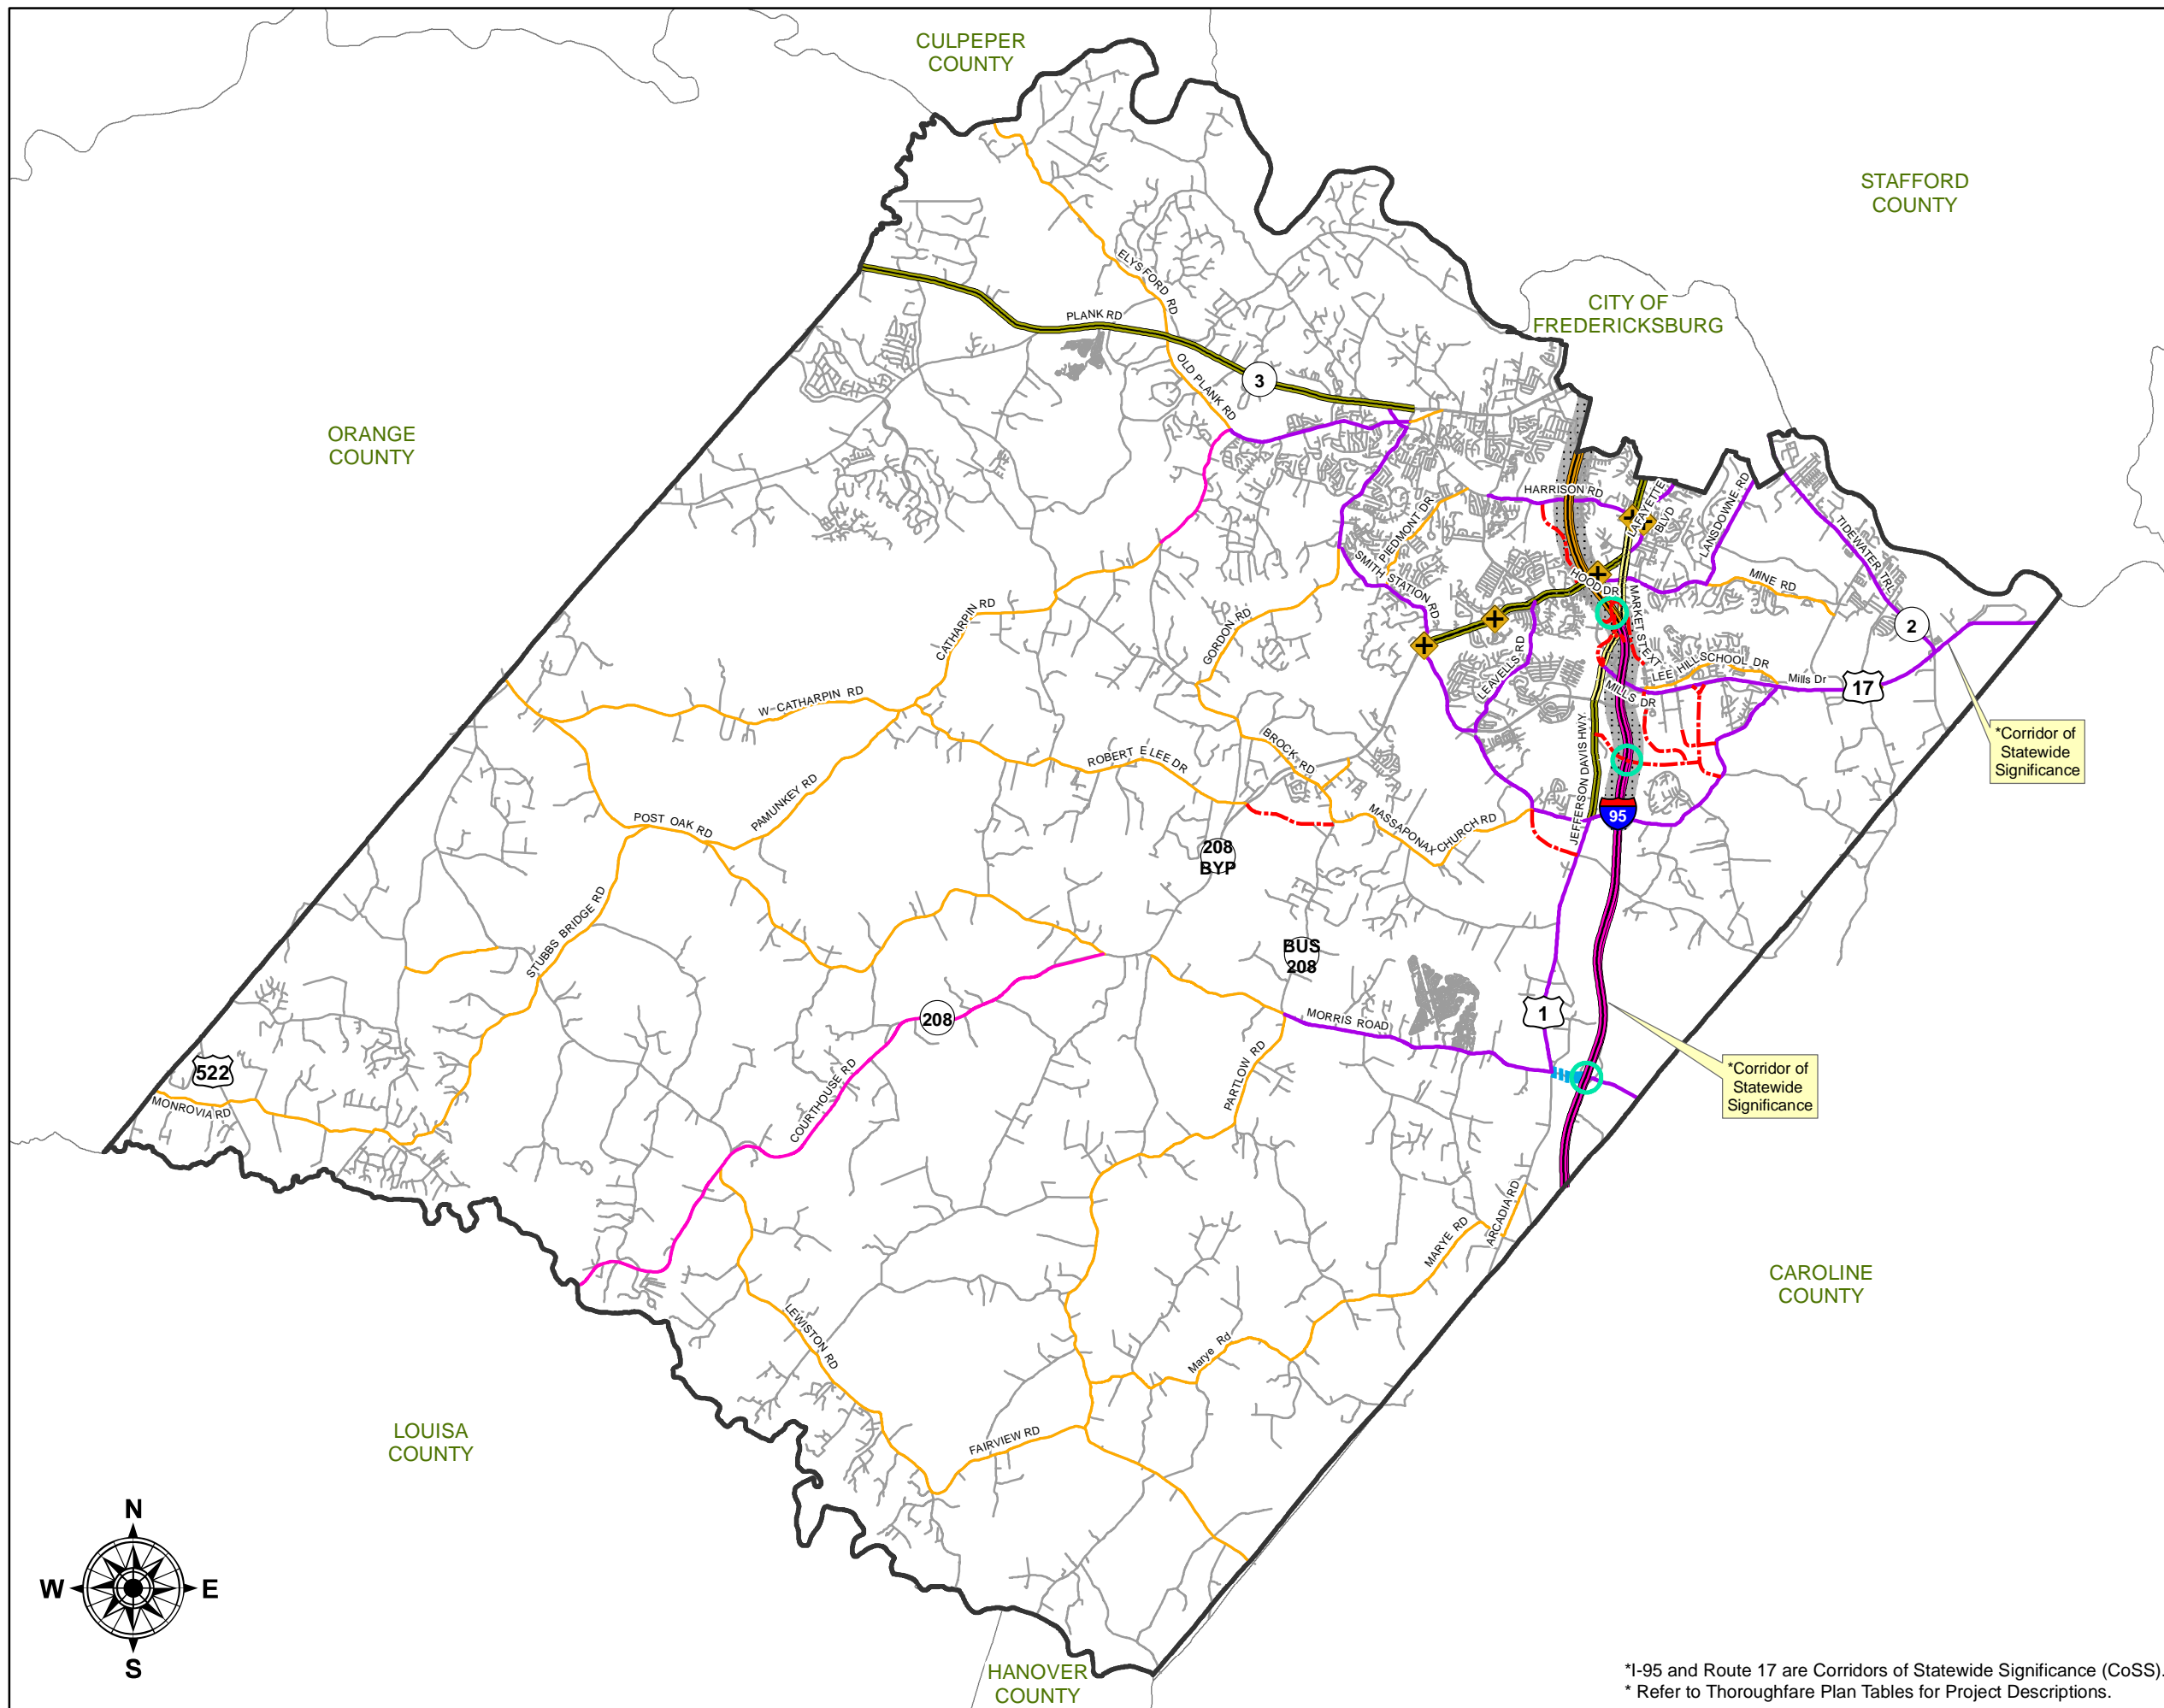 CULPEPER
COUNTY
STAFFORD
COUNTY
CITY OF
FREDERICKSBURG
ORANGE
COUNTY
ELYS FORD RD
PLANK RD
3
OLD PLANK RD
HARRISON RD
LAFAYETTE
BLVD
LANSDOWNE RD
TIDEWATER TRL
PIEDMONT DR
SMITH STATION RD
HOOD DR
MINE RD
MARKET ST EXT
2
CATHARPIN RD
GORDON RD
LEAVELLS RD
LEE HILL SCHOOL DR
Mills Dr
17
MILLS DR
W CATHARPIN RD
BROCK RD
ROBERT E LEE DR
JEFFERSON DAVIS HWY
*Corridor of
Statewide
Significance
PAMUNKEY RD
POST OAK RD
MASSAPONAX CHURCH RD
95
208
BYP
STUBBS BRIDGE RD
BUS
208
208
MORRIS ROAD
1
522
MONROVIA RD
COURTHOUSE RD
PARTLOW RD
*Corridor of
Statewide
Significance
ARCADIA RD
MARYE RD
CAROLINE
COUNTY
LEWISTON RD
Marye Rd
FAIRVIEW RD
LOUISA
COUNTY
N
W
E
S
HANOVER
COUNTY
*I-95 and Route 17 are Corridors of Statewide Significance (CoSS).
* Refer to Thoroughfare Plan Tables for Project Descriptions.